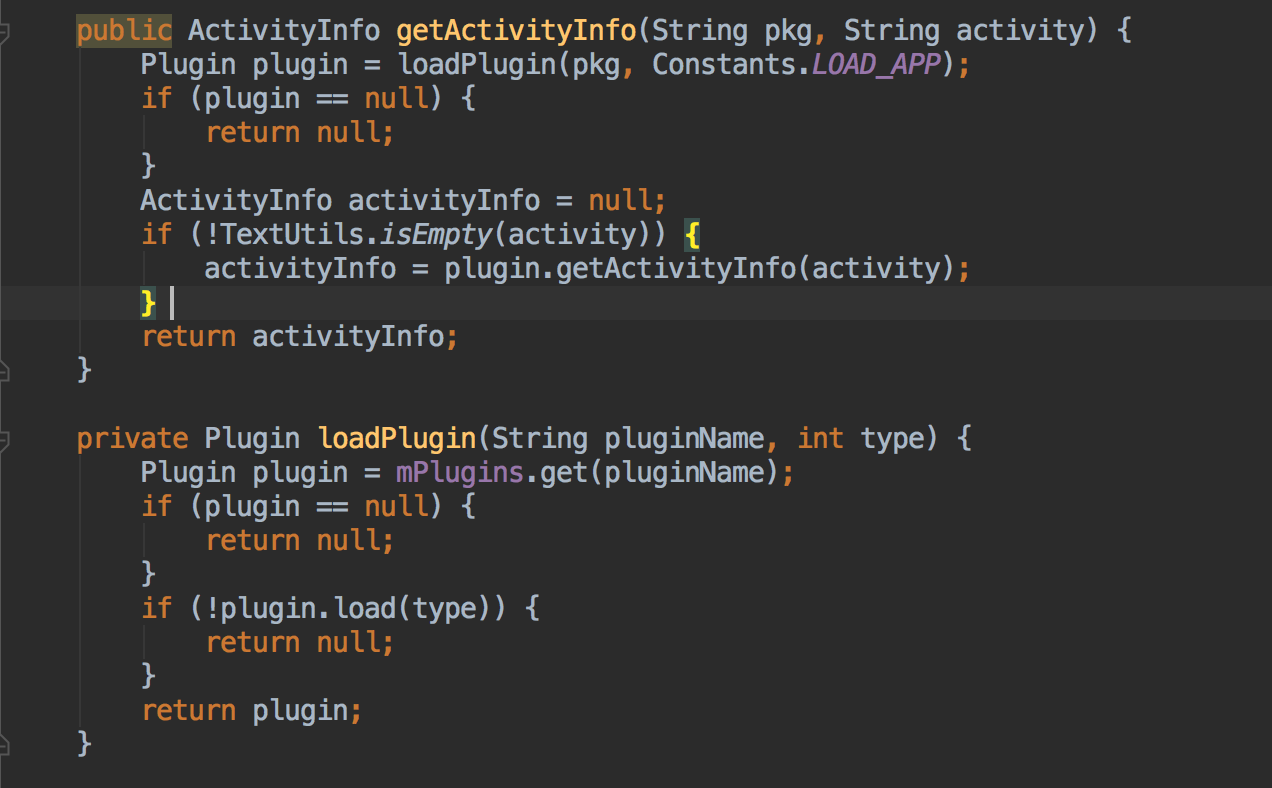 public ActivityInfo getActivityInfo(String pkg, String activity) {
    Plugin plugin = loadPlugin(pkg, Constants.LOAD_APP);
    if (plugin == null) {
        return null;
    }
    ActivityInfo activityInfo = null;
    if (!TextUtils.isEmpty(activity)) {
        activityInfo = plugin.getActivityInfo(activity);
    }
    return activityInfo;
}

private Plugin loadPlugin(String pluginName, int type) {
    Plugin plugin = mPlugins.get(pluginName);
    if (plugin == null) {
        return null;
    }
    if (!plugin.load(type)) {
        return null;
    }
    return plugin;
}